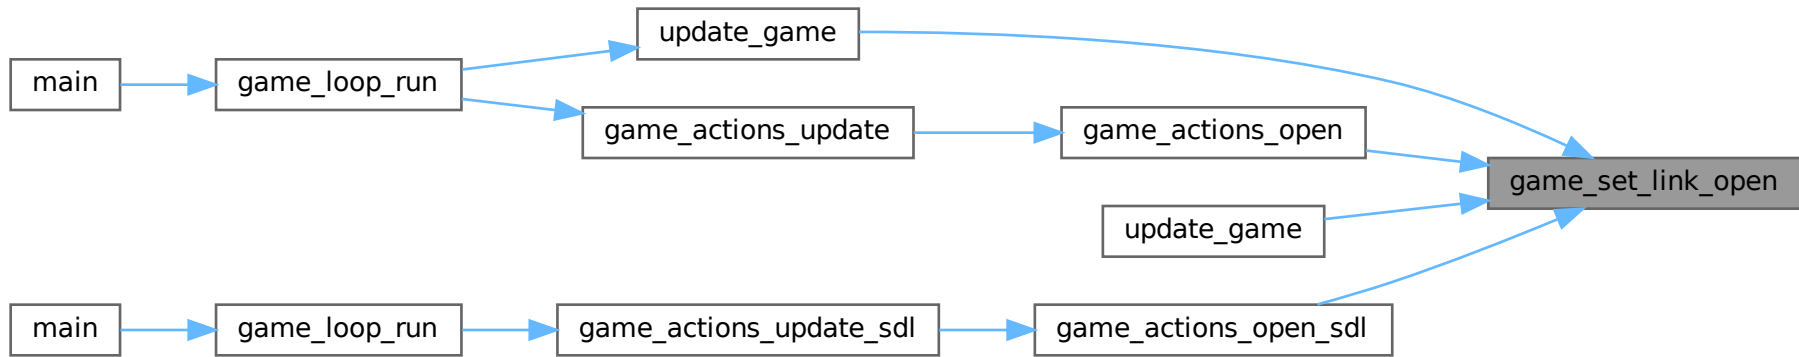 update_game
main
game_loop_run
game_actions_update
game_actions_open
game_set_link_open
update_game
main
game_loop_run
game_actions_update_sdl
game_actions_open_sdl